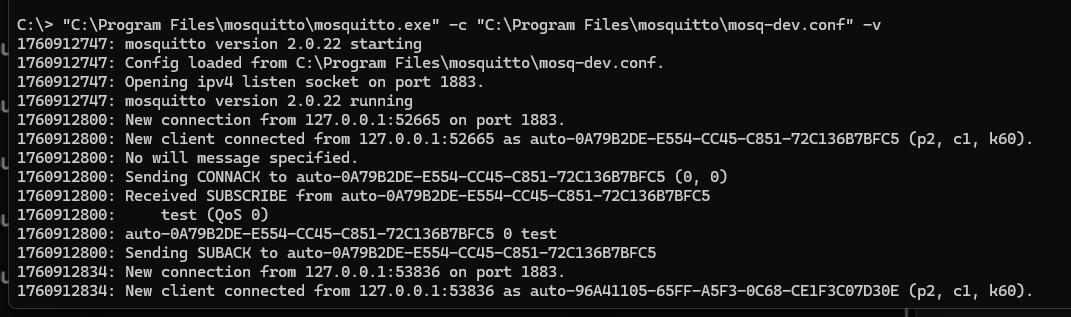 C:\> "C:\Program Files\mosquitto\mosquitto.exe" -c "C:\Program Files\mosquitto\mosq-dev.conf" -v
1760912747: mosquitto version 2.0.22 starting
1760912747: Config loaded from C:\Program Files\mosquitto\mosq-dev.conf.
1760912747: Opening ipv4 listen socket on port 1883.
1760912747: mosquitto version 2.0.22 running
1760912800: New connection from 127.0.0.1:52665 on port 1883.
1760912800: New client connected from 127.0.0.1:52665 as auto-0A79B2DE-E554-CC45-C851-72C136B7BFC5 (p2, c1, k60).
1760912800: No will message specified.
1760912800: Sending CONNACK to auto-0A79B2DE-E554-CC45-C851-72C136B7BFC5 (0, 0)
1760912800: Received SUBSCRIBE from auto-0A79B2DE-E554-CC45-C851-72C136B7BFC5
1760912800:     test (QoS 0)
1760912800: auto-0A79B2DE-E554-CC45-C851-72C136B7BFC5 0 test
1760912800: Sending SUBACK to auto-0A79B2DE-E554-CC45-C851-72C136B7BFC5
1760912834: New connection from 127.0.0.1:53836 on port 1883.
1760912834: New client connected from 127.0.0.1:53836 as auto-96A41105-65FF-A5F3-0C68-CE1F3C07D30E (p2, c1, k60).